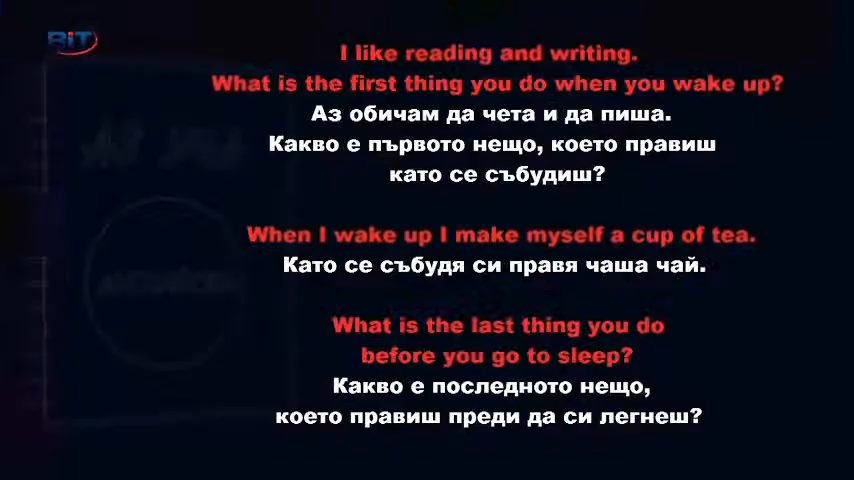 BiT
I like reading and writing.
What is the first thing you do when you wake up?
Аз обичам да чета и да пиша.
Какво е първото нещо, което правиш
като се събудиш?
When I wake up I make myself a cup of tea.
Като се събудя си правя чаша чай.
What is the last thing you do
before you go to sleep?
Какво е последното нещо,
което правиш преди да си легнеш?